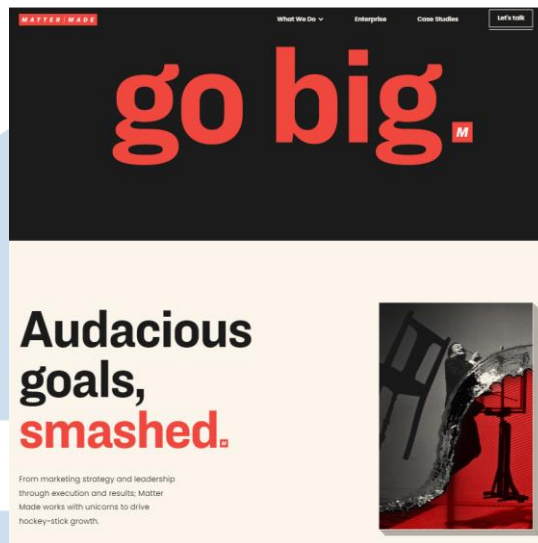 MATTER MADE What We Do Enterprise Case Studies Let's talk
go big.
M
Audacious
goals,
smashed.
From marketing strategy and leadership
through execution and results; Matter
Made works with unicorns to drive
hockey-stick growth.